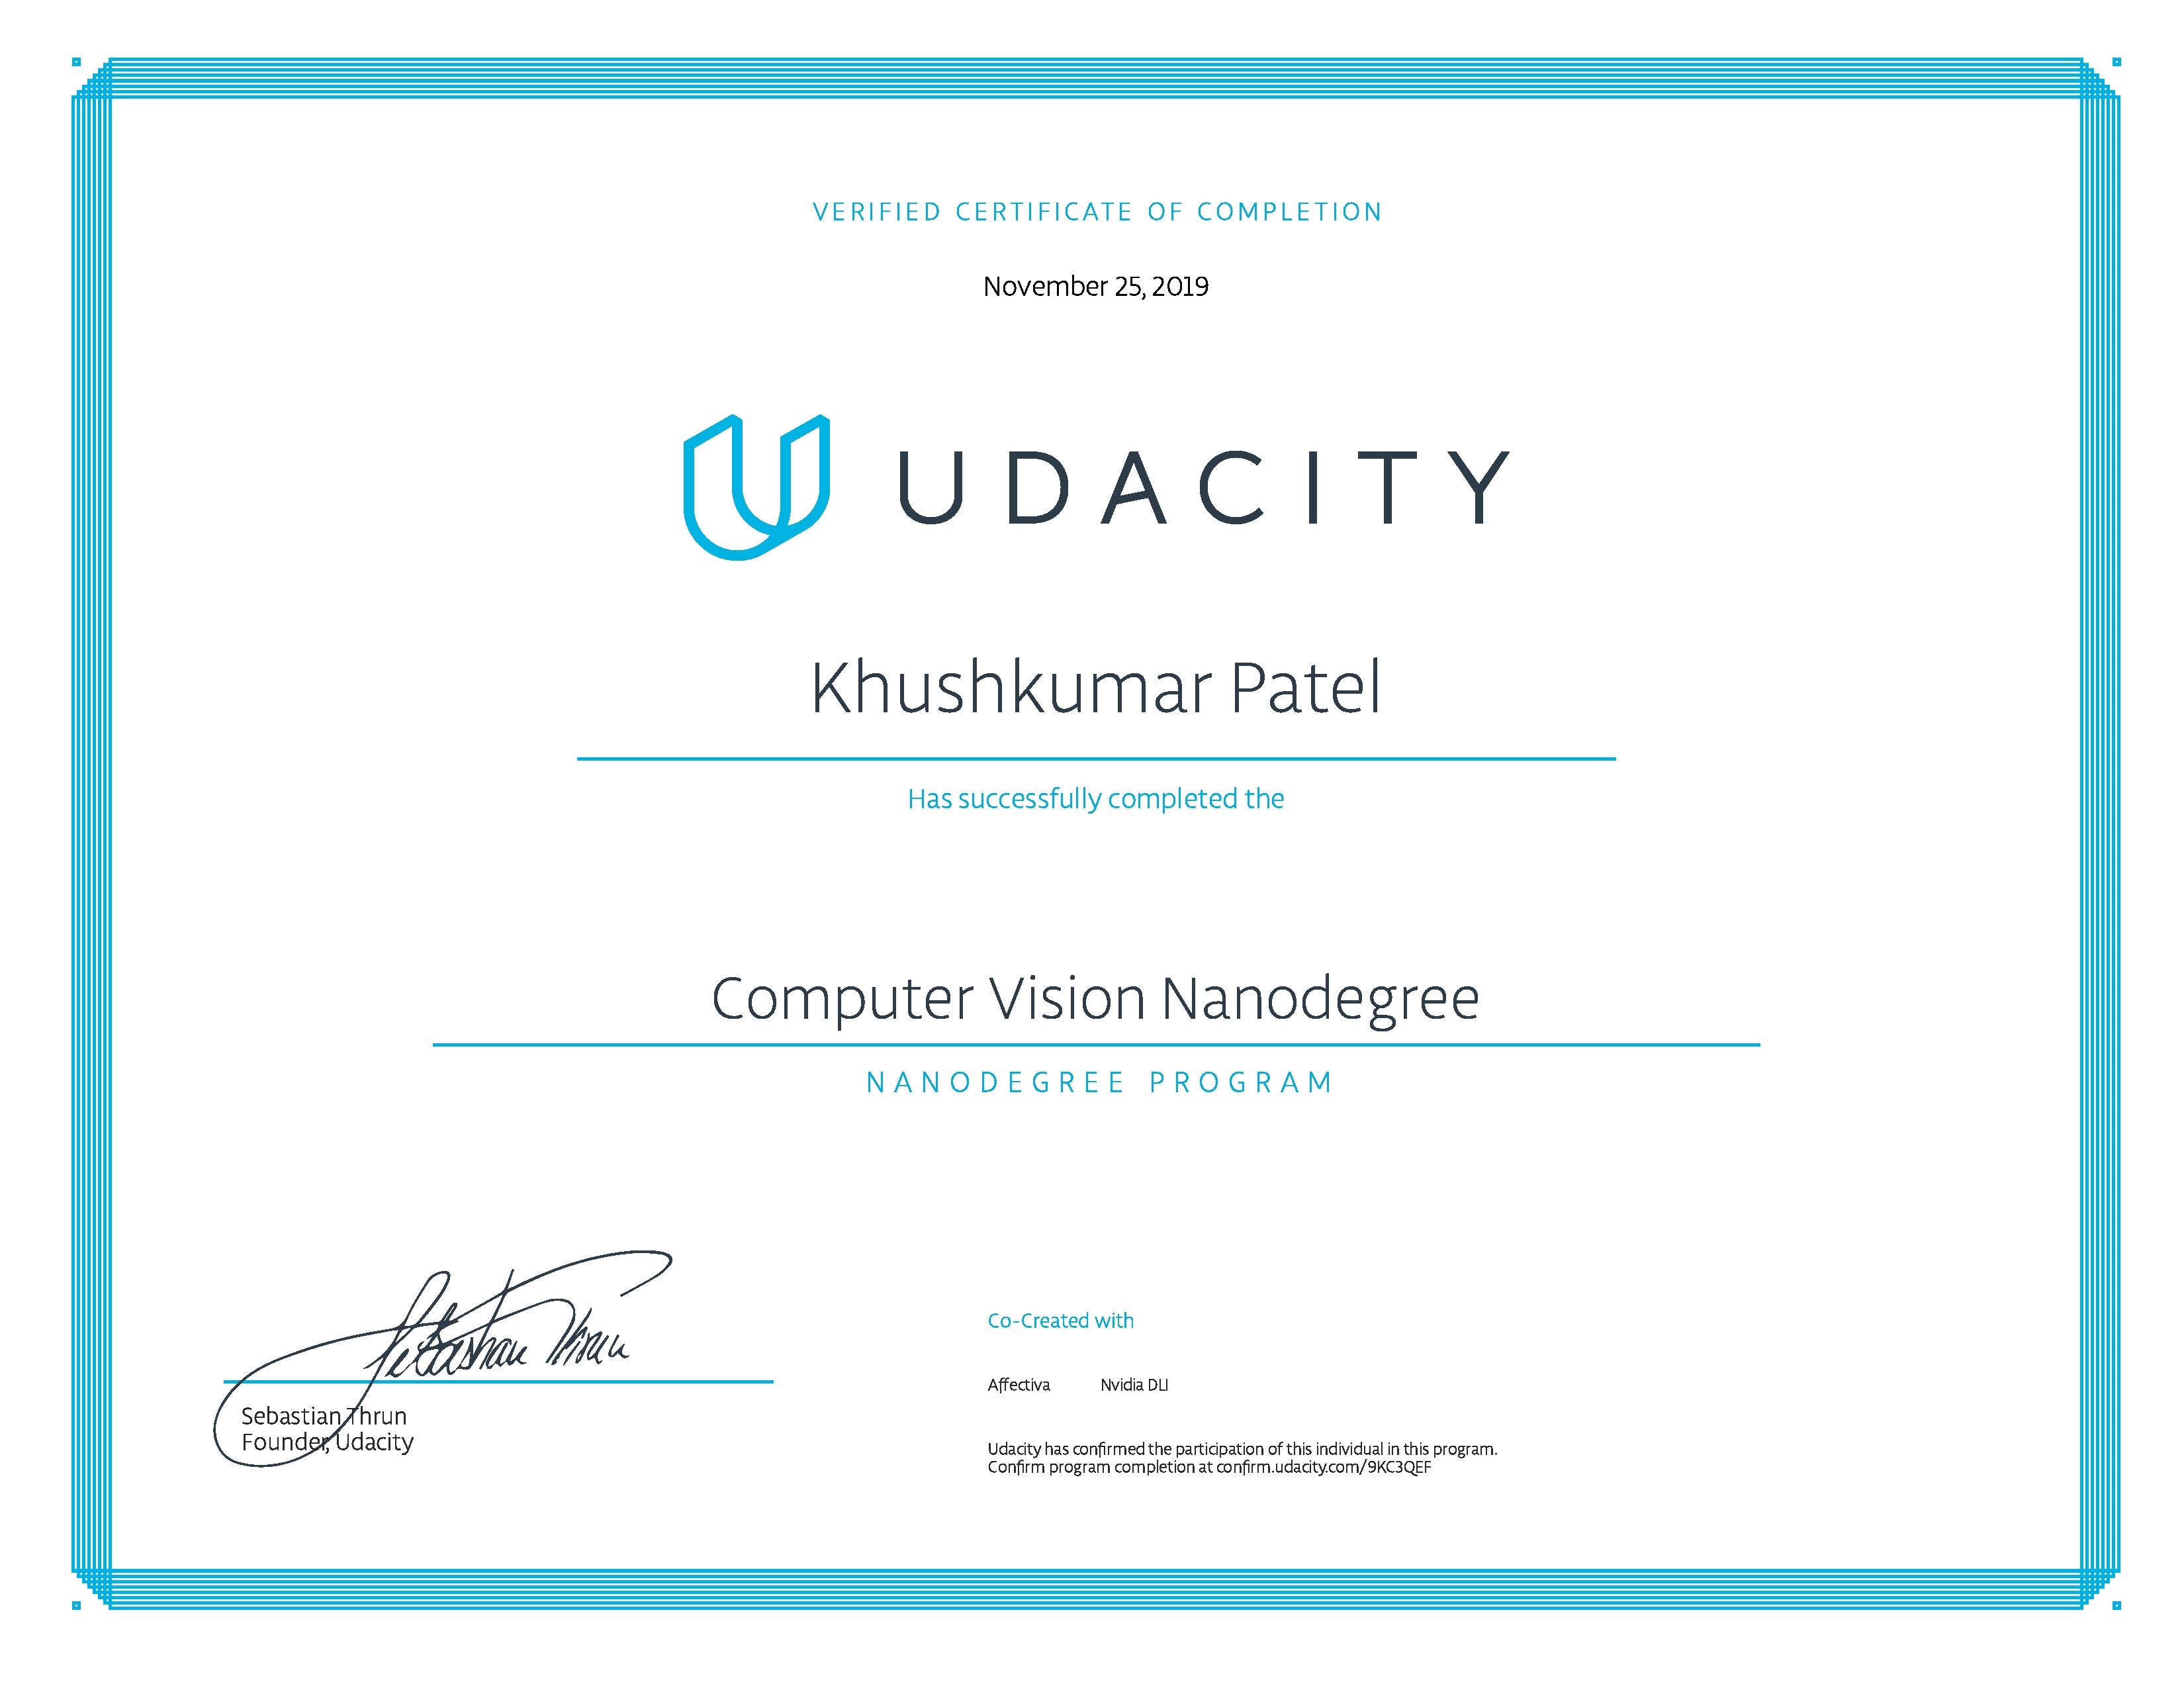 VERIFIED CERTIFICATE OF COMPLETION
November 25, 2019
UDACITY
Khushkumar Patel
Has successfully completed the
Computer Vision Nanodegree
NANODEGREE PROGRAM
Sebastian Thrun
Sebastian Thrun
Founder, Udacity
Co-Created with
Affectiva Nvidia DLI
Udacity has confirmed the participation of this individual in this program.
Confirm program completion at confirm.udacity.com/9KC3QEF